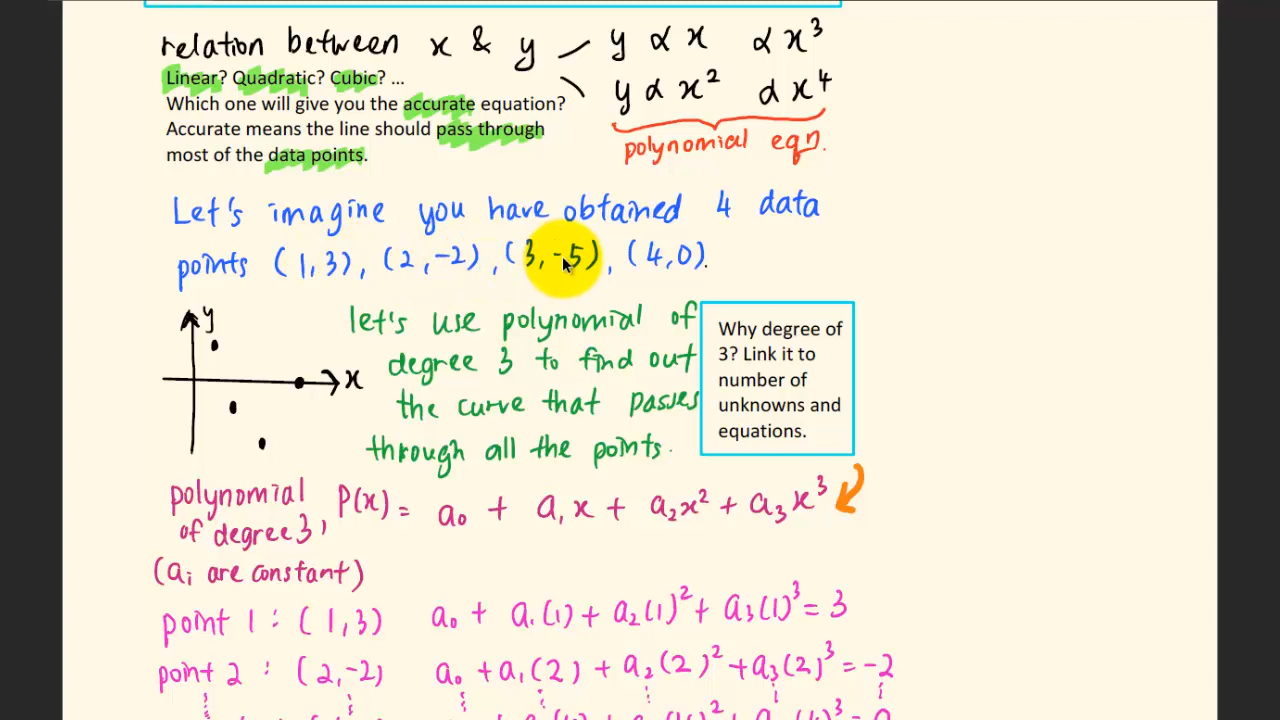 relation between x & y — y ∝ x ∝ x³
Linear? Quadratic? Cubic? ...
y ∝ x² ∝ x⁴
Which one will give you the accurate equation?
Accurate means the line should pass through
most of the data points.
polynomial eqn.
Let's imagine you have obtained 4 data
points (1,3), (2,-2), (3,-5), (4,0).
y
x
let's use polynomial of
degree 3 to find out
the curve that passes
through all the points.
Why degree of
3? Link it to
number of
unknowns and
equations.
polynomial
of degree 3,
P(x) = a₀ + a₁x + a₂x² + a₃x³
(aᵢ are constant)
point 1 : (1,3) a₀ + a₁(1) + a₂(1)² + a₃(1)³ = 3
point 2 : (2,-2) a₀ + a₁(2) + a₂(2)² + a₃(2)³ = -2